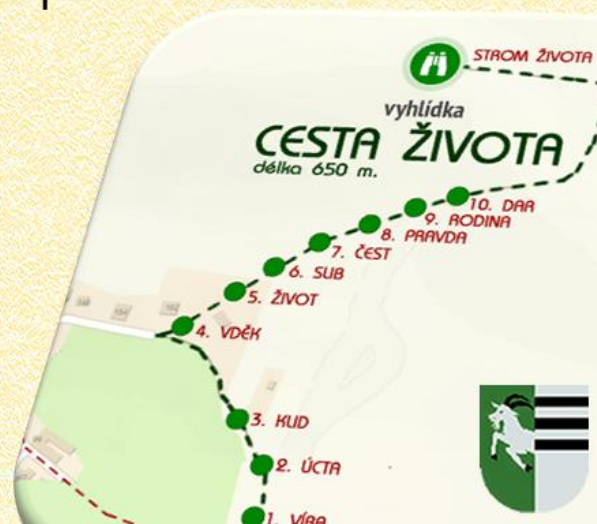 STROM ŽIVOTA
vyhlídka
CESTA ŽIVOTA
délka 650 m.
10. DAR
9. RODINA
8. PRAVDA
7. ČEST
6. SUB
5. ŽIVOT
4. VDĚK
3. KLID
2. ÚCTA
1. VÍRA